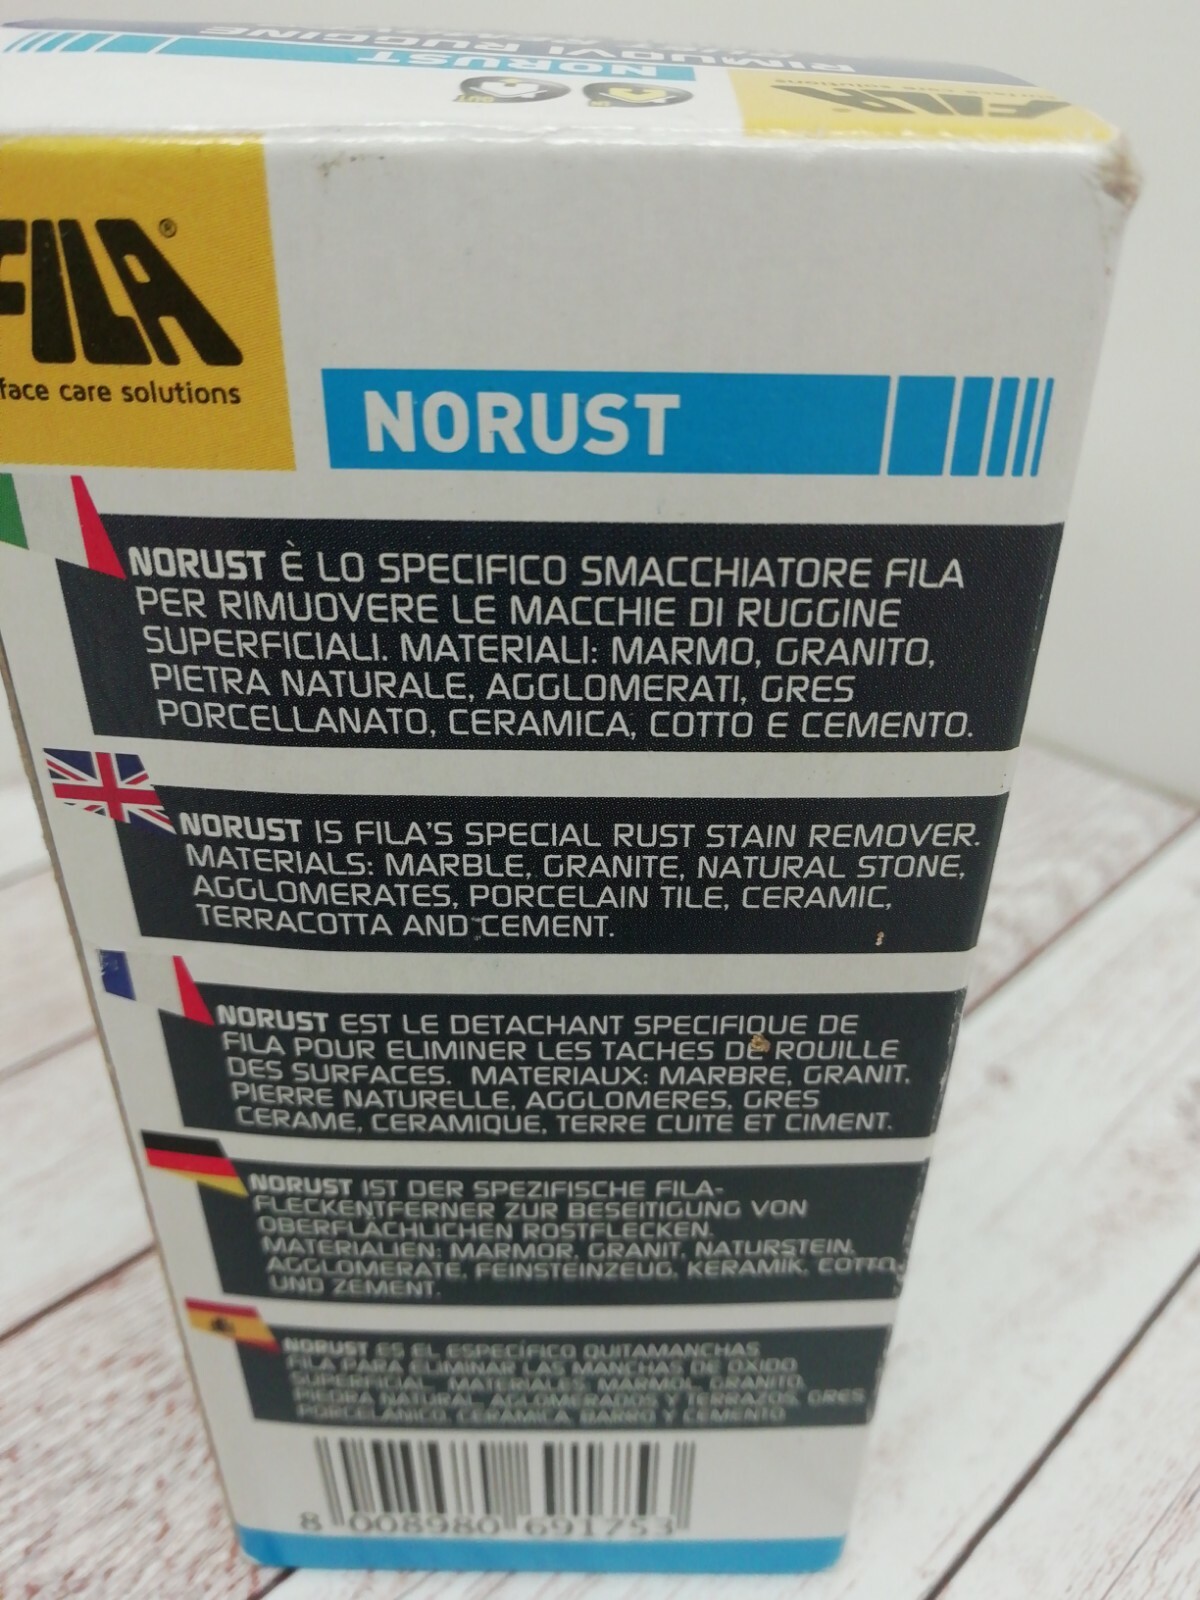 RIMUOVI RUGGINE
NORUST
FILA
FILA®
face care solutions
NORUST
NORUST È LO SPECIFICO SMACCHIATORE FILA
PER RIMUOVERE LE MACCHIE DI RUGGINE
SUPERFICIALI. MATERIALI: MARMO, GRANITO,
PIETRA NATURALE, AGGLOMERATI, GRES
PORCELLANATO, CERAMICA, COTTO E CEMENTO.
NORUST IS FILA'S SPECIAL RUST STAIN REMOVER.
MATERIALS: MARBLE, GRANITE, NATURAL STONE,
AGGLOMERATES, PORCELAIN TILE, CERAMIC,
TERRACOTTA AND CEMENT.
NORUST EST LE DETACHANT SPECIFIQUE DE
FILA POUR ELIMINER LES TACHES DE ROUILLE
DES SURFACES. MATERIAUX: MARBRE, GRANIT,
PIERRE NATURELLE, AGGLOMERES, GRES
CERAME, CERAMIQUE, TERRE CUITE ET CIMENT.
NORUST IST DER SPEZIFISCHE FILA-
FLECKENTFERNER ZUR BESEITIGUNG VON
OBERFLÄCHLICHEN ROSTFLECKEN.
MATERIALIEN: MARMOR, GRANIT, NATURSTEIN,
AGGLOMERATE, FEINSTEINZEUG, KERAMIK, COTTO
UND ZEMENT.
NORUST ES EL ESPECÍFICO QUITAMANCHAS
FILA PARA ELIMINAR LAS MANCHAS DE OXIDO
SUPERFICIAL. MATERIALES: MARMOL, GRANITO,
PIEDRA NATURAL, AGLOMERADOS Y TERRAZOS, GRES
PORCELANICO, CERAMICA, BARRO Y CEMENTO
8 008980 691753